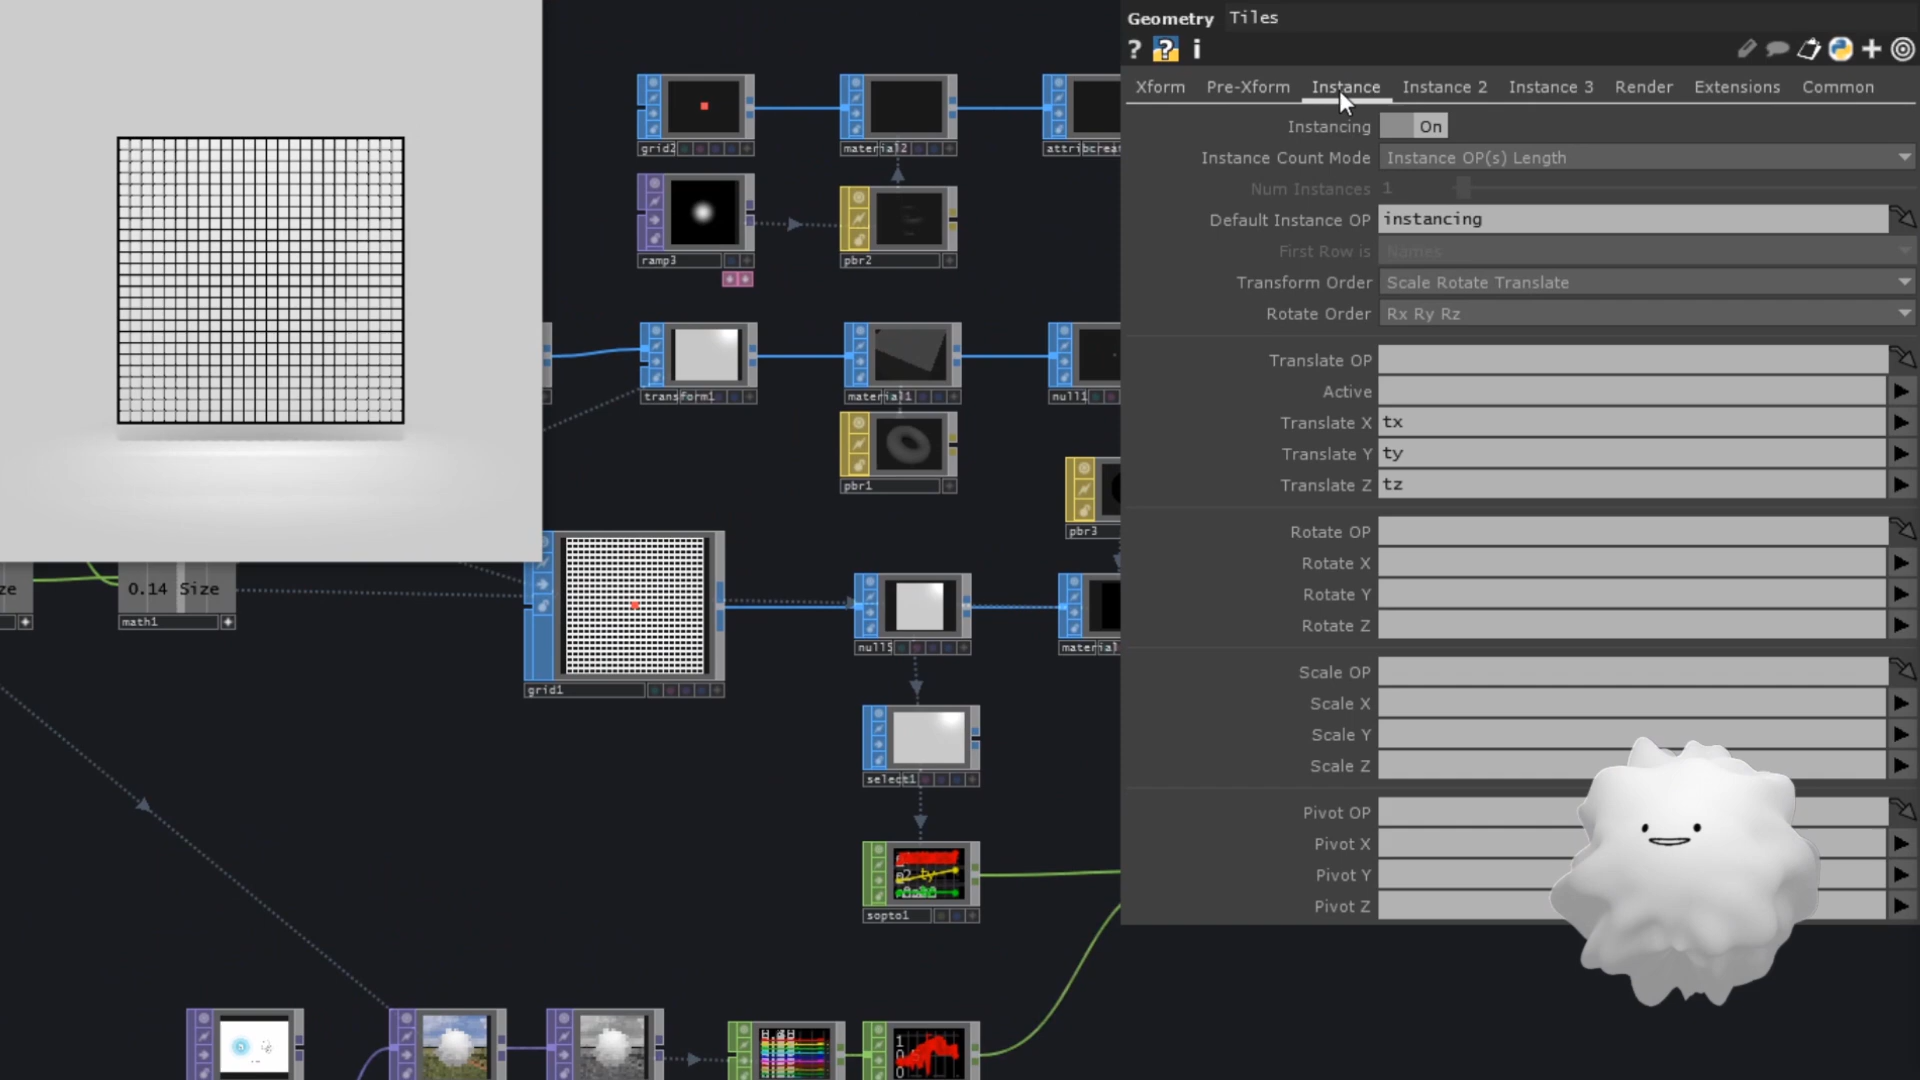 Geometry Tiles
? ? i
Xform Pre-Xform Instance Instance 2 Instance 3 Render Extensions Common
Instancing On
Instance Count Mode Instance OP(s) Length
Num Instances 1
Default Instance OP instancing
First Row is Names
Transform Order Scale Rotate Translate
Rotate Order Rx Ry Rz
Translate OP
Active
Translate X tx
Translate Y ty
Translate Z tz
Rotate OP
Rotate X
Rotate Y
Rotate Z
Scale OP
Scale X
Scale Y
Scale Z
Pivot OP
Pivot X
Pivot Y
Pivot Z
grid2
material2
attribcreat
ramp3
pbr2
transform1
material1
null1
pbr1
pbr3
ze
0.14 Size
math1
grid1
null5
material
select1
ty
sopto1